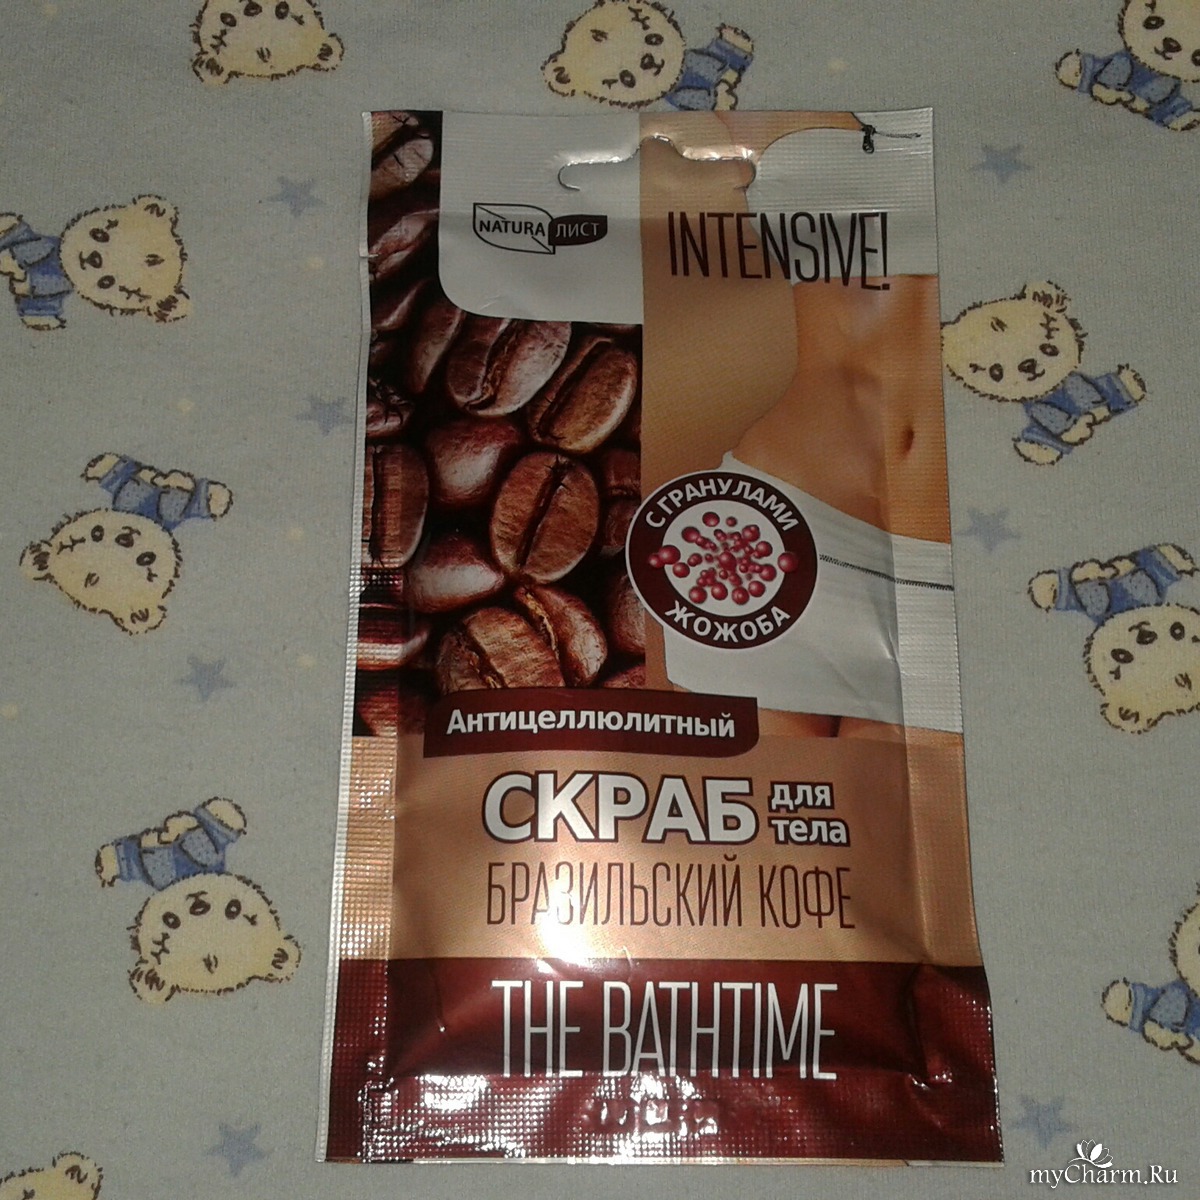 NATURA ЛИСТ
INTENSIVE!
С ГРАНУЛАМИ
ЖОЖОБА
Антицеллюлитный
СКРАБ для
тела
БРАЗИЛЬСКИЙ КОФЕ
THE BATHTIME
myCharm.Ru